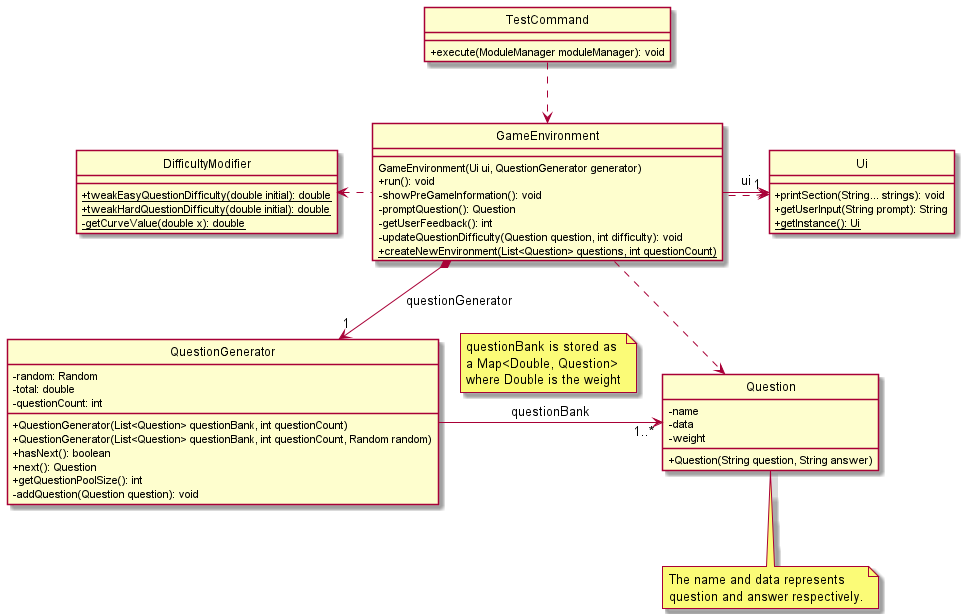 TestCommand
+execute(ModuleManager moduleManager): void
GameEnvironment
GameEnvironment(Ui ui, QuestionGenerator generator)
+run(): void
-showPreGameInformation(): void
-promptQuestion(): Question
-getUserFeedback(): int
-updateQuestionDifficulty(Question question, int difficulty): void
+createNewEnvironment(List<Question> questions, int questionCount)
DifficultyModifier
+tweakEasyQuestionDifficulty(double initial): double
+tweakHardQuestionDifficulty(double initial): double
-getCurveValue(double x): double
ui
1
Ui
+printSection(String... strings): void
+getUserInput(String prompt): String
+getInstance(): Ui
questionGenerator
1
QuestionGenerator
-random: Random
-total: double
-questionCount: int
+QuestionGenerator(List<Question> questionBank, int questionCount)
+QuestionGenerator(List<Question> questionBank, int questionCount, Random random)
+hasNext(): boolean
+next(): Question
+getQuestionPoolSize(): int
-addQuestion(Question question): void
questionBank is stored as
a Map<Double, Question>
where Double is the weight
questionBank
1..*
Question
-name
-data
-weight
+Question(String question, String answer)
The name and data represents
question and answer respectively.